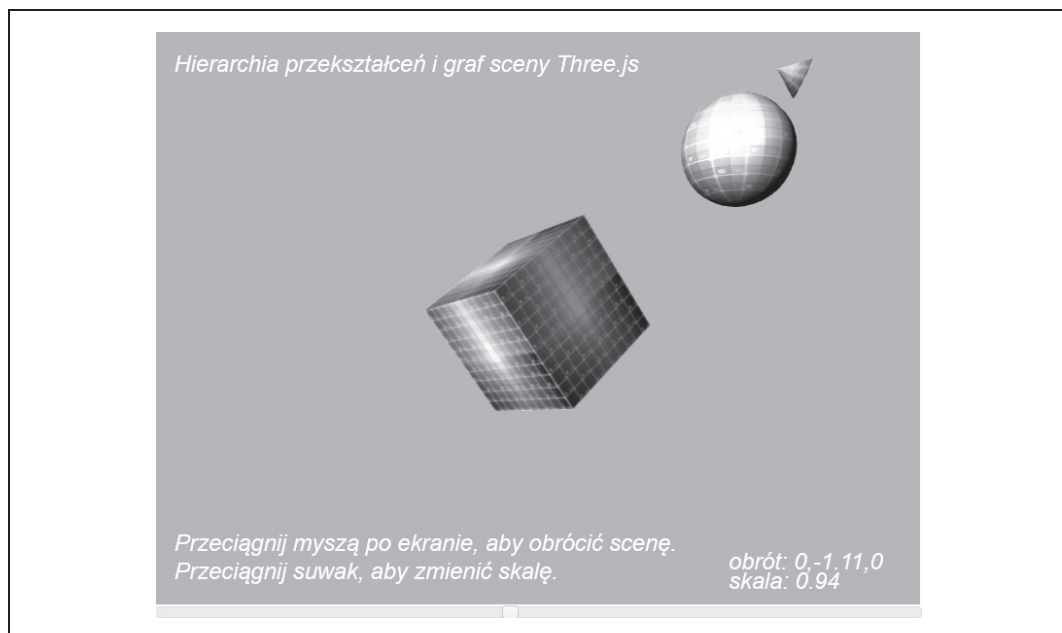 Hierarchia przekształceń i graf sceny Three.js
Przeciągnij myszą po ekranie, aby obrócić scenę.
Przeciągnij suwak, aby zmienić skalę.
obrót: 0,-1.11,0
skala: 0.94